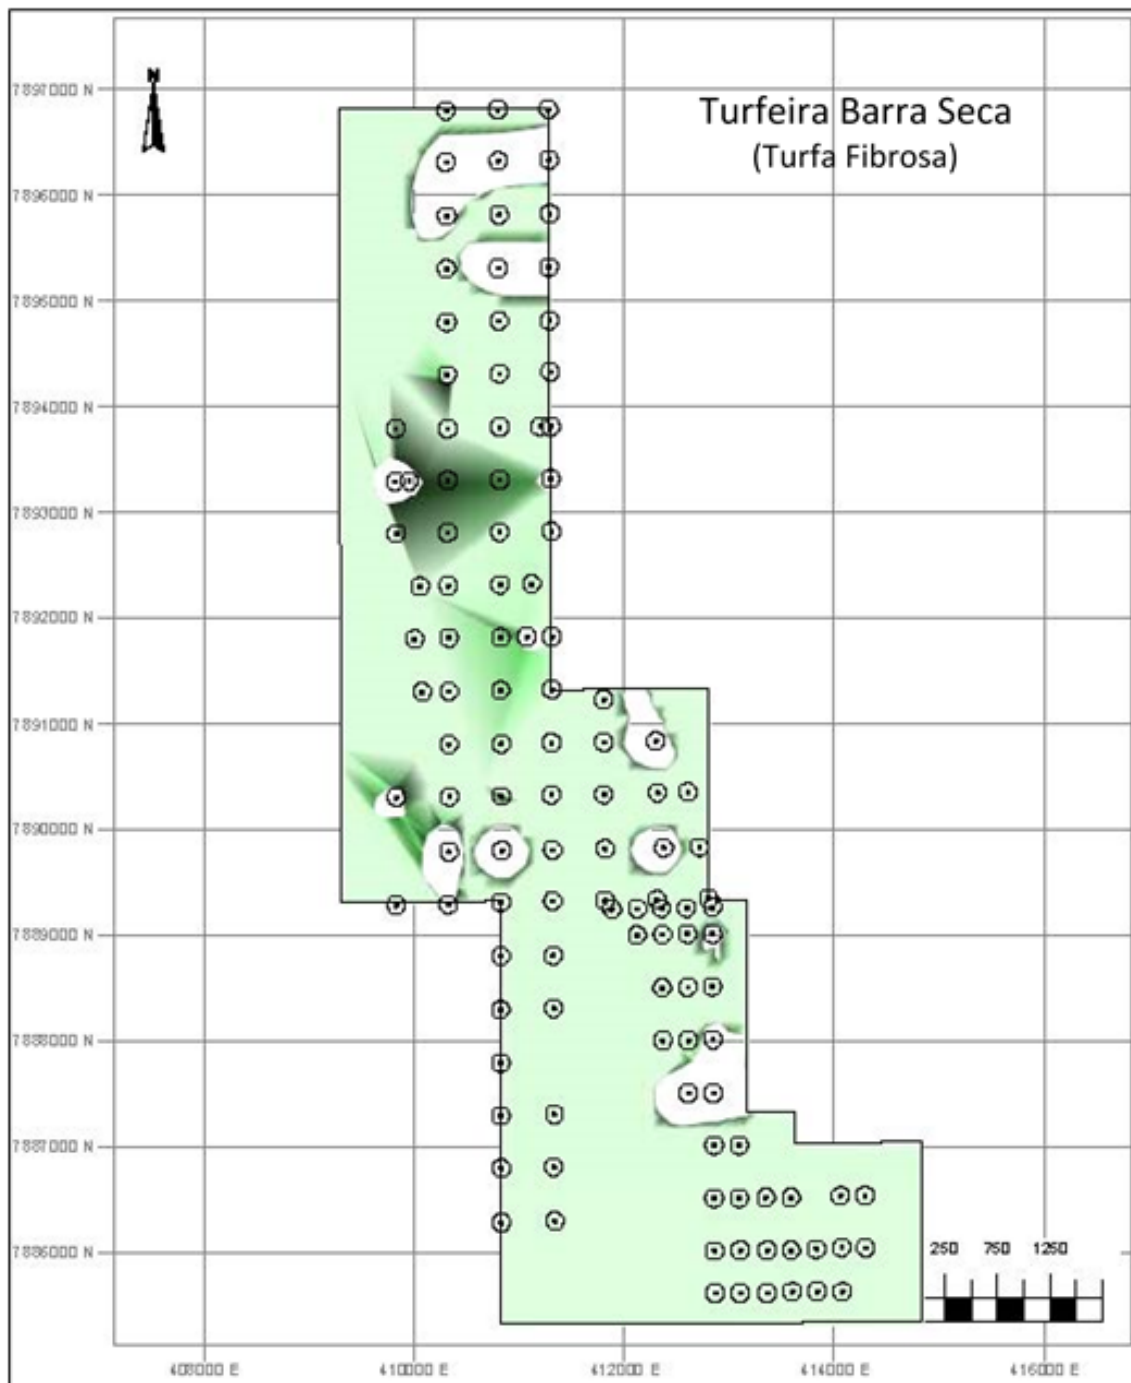 N
Turfeira Barra Seca
(Turfa Fibrosa)
7897000 N
7896000 N
7895000 N
7894000 N
7893000 N
7892000 N
7891000 N
7890000 N
7889000 N
7888000 N
7887000 N
7886000 N
250 750 1250
408000 E 410000 E 412000 E 414000 E 416000 E